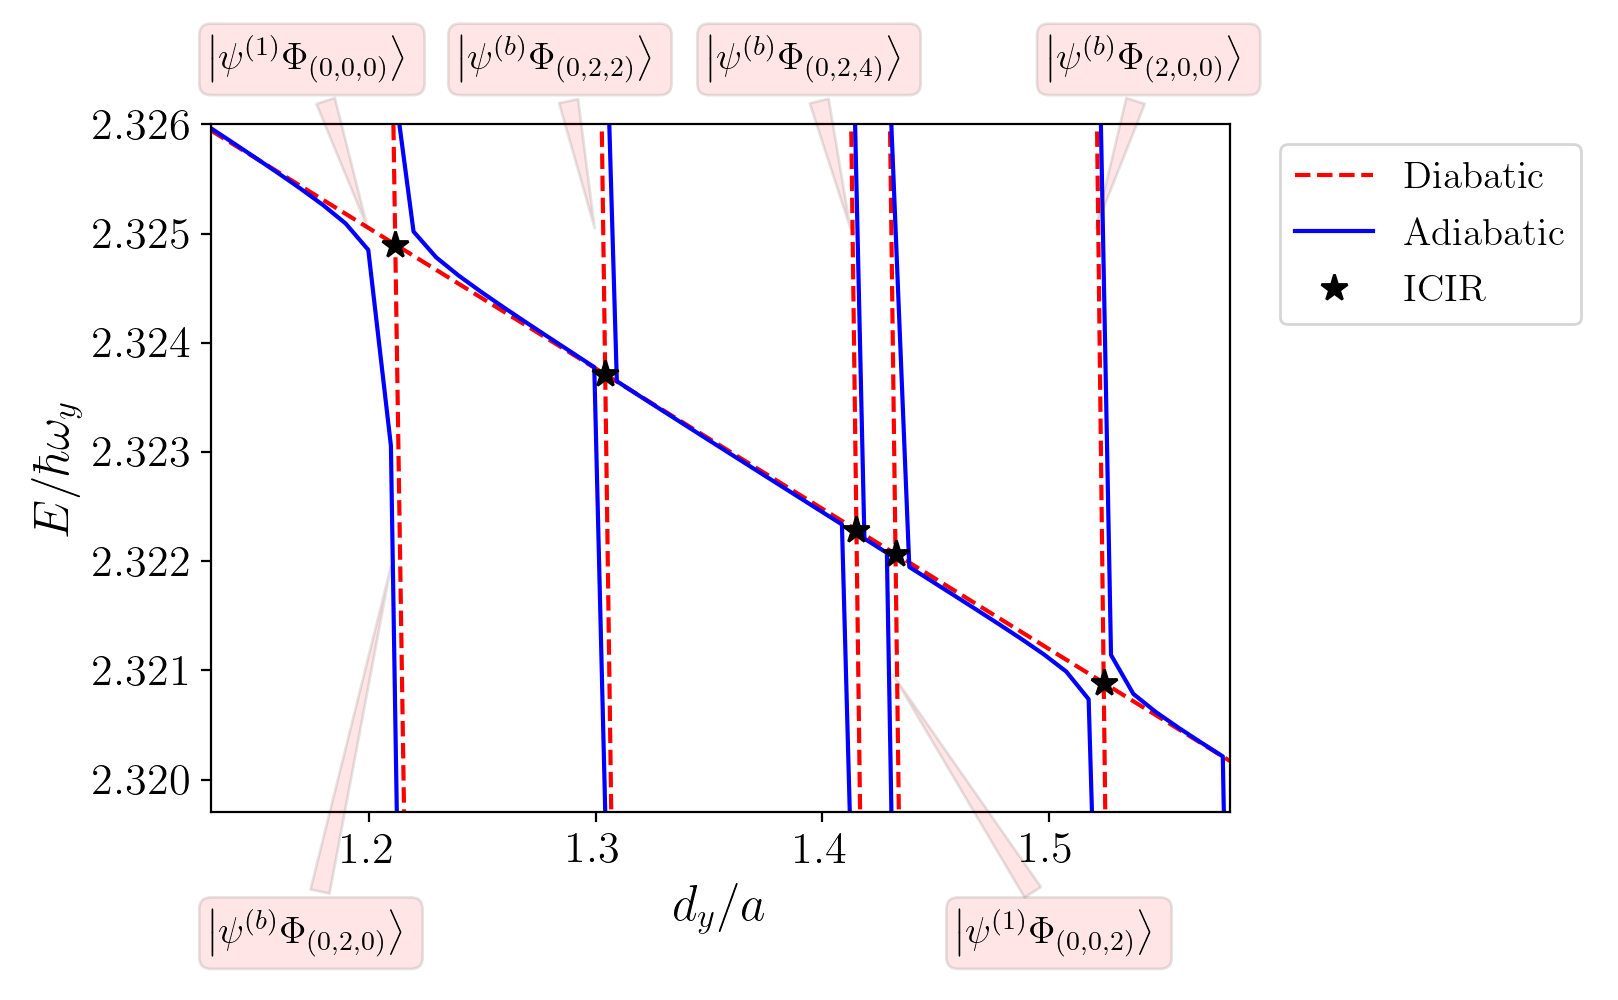 |ψ^(1)Φ_(0,0,0)⟩ |ψ^(b)Φ_(0,2,2)⟩ |ψ^(b)Φ_(0,2,4)⟩ |ψ^(b)Φ_(2,0,0)⟩
2.326
2.325
2.324
2.323
2.322
2.321
2.320
E/ħω_y
1.2 1.3 1.4 1.5
d_y/a
|ψ^(b)Φ_(0,2,0)⟩ |ψ^(1)Φ_(0,0,2)⟩
Diabatic
Adiabatic
ICIR